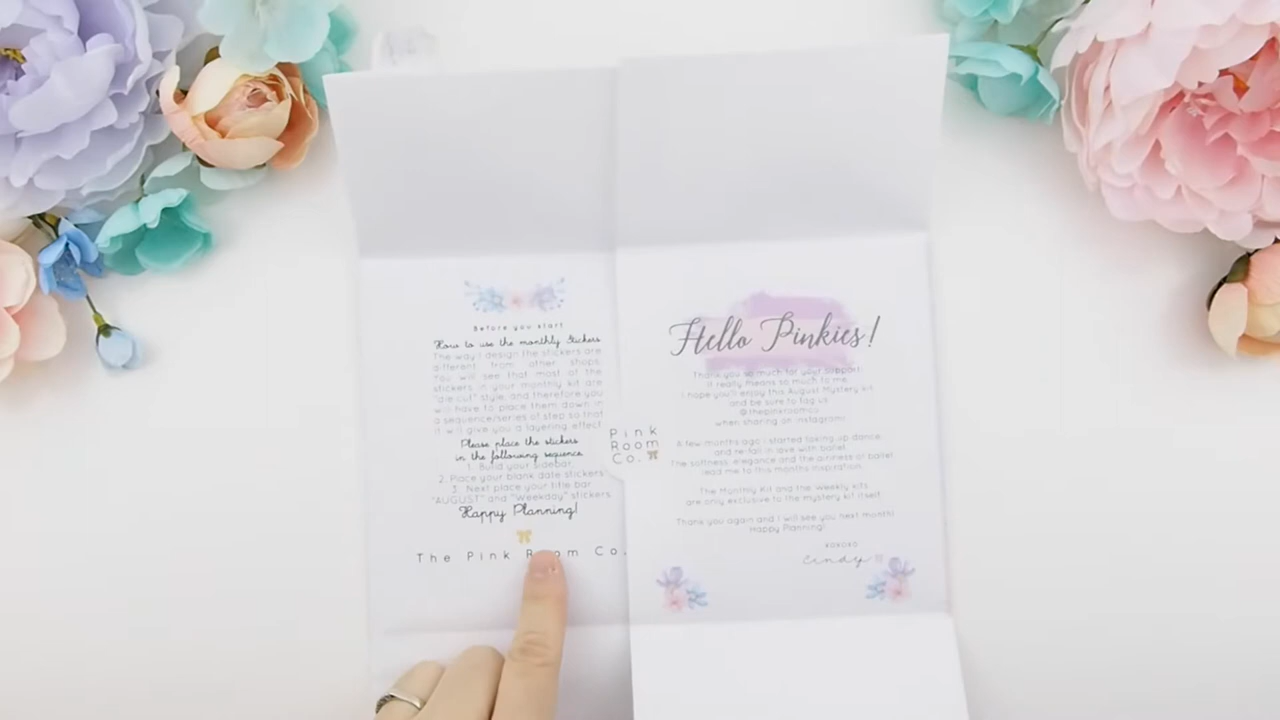 Before you start
How to use the monthly Stickers
The way I design the stickers are
different from other shops.
You will see that most of the
stickers in your monthly kit are
"die cut" style, and therefore you
will have to place them down in
a sequence/series of step so that
it will give you a layering effect.
Please place the stickers
in the following sequence
1. Build your sidebar
2. Place your blank date stickers
3. Next place your title bar
"AUGUST" and "Weekday" stickers
Happy Planning!
The Pink Room Co.
Pink
Room
Co.
Hello Pinkies!
Thank you so much for your support!
It really means so much to me.
I hope you'll enjoy this August Mystery kit
and be sure to tag us
@thepinkroomco
when sharing on Instagram!
A few months ago I started taking up dance,
and re-fall in love with ballet.
The softness, elegance and the airiness of ballet
lead me to this months inspiration.
The Monthly Kit and the weekly kits
are only exclusive to the mystery kit itself.
Thank you again and I will see you next month!
Happy Planning!
xoxoxo
Cindy